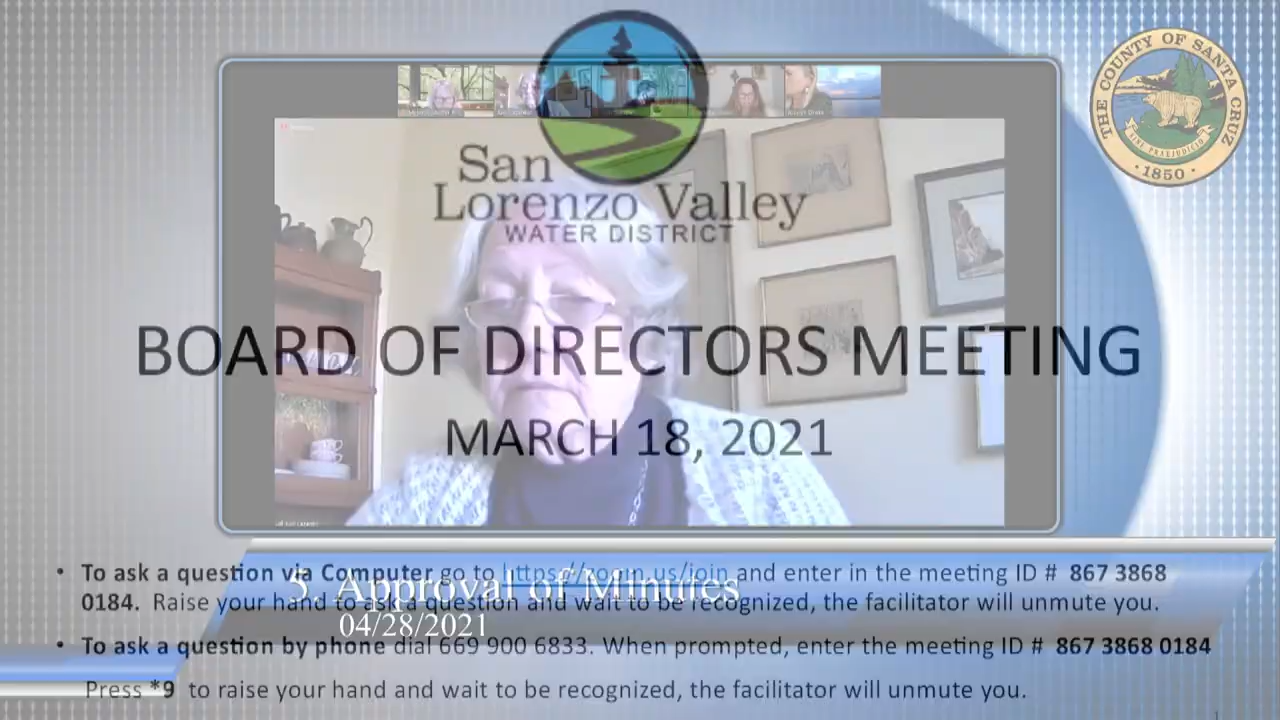 THE COUNTY OF SANTA CRUZ
SINE PRAEJUDICIO
• 1850 •
San
Lorenzo Valley
WATER DISTRICT
BOARD OF DIRECTORS MEETING
MARCH 18, 2021
• To ask a question via Computer go to https://zoom.us/join and enter in the meeting ID # 867 3868
5. Approval of Minutes
0184. Raise your hand to ask a question and wait to be recognized, the facilitator will unmute you.
04/28/2021
• To ask a question by phone dial 669 900 6833. When prompted, enter the meeting ID # 867 3868 0184
Press *9 to raise your hand and wait to be recognized, the facilitator will unmute you.
1